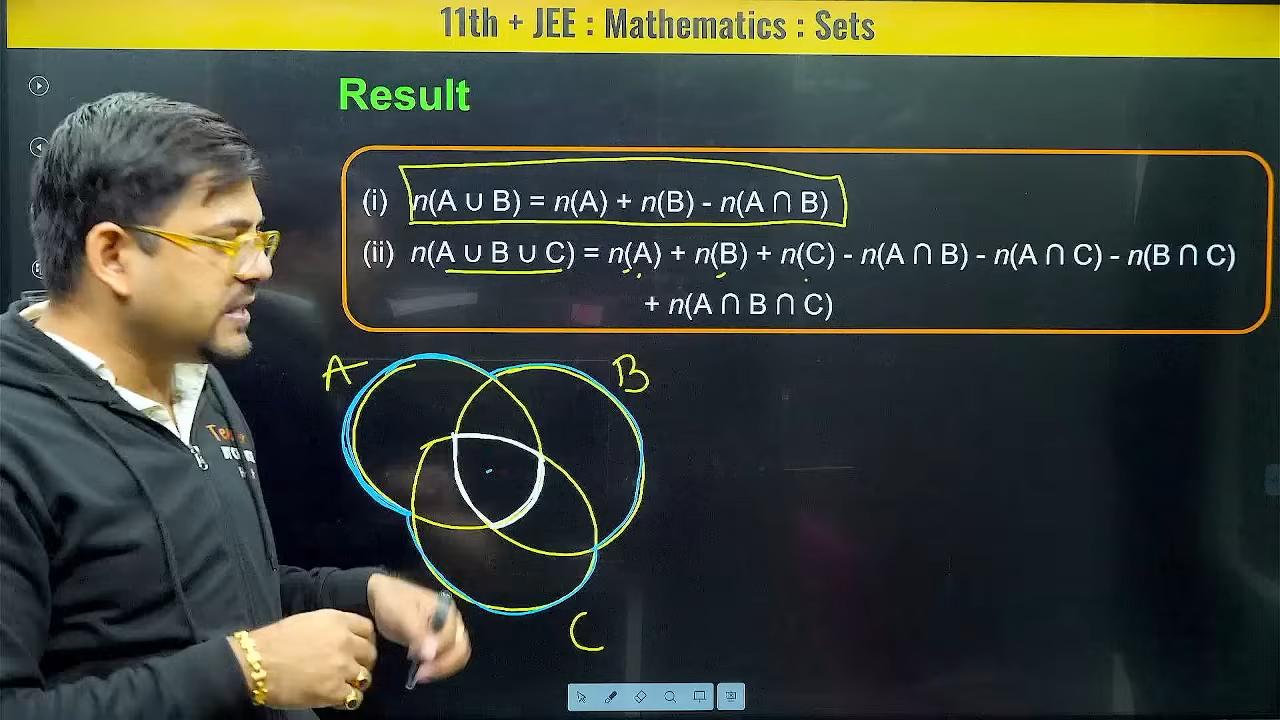 11th + JEE : Mathematics : Sets
Result
(i) n(A ∪ B) = n(A) + n(B) - n(A ∩ B)
(ii) n(A ∪ B ∪ C) = n(A) + n(B) + n(C) - n(A ∩ B) - n(A ∩ C) - n(B ∩ C)
+ n(A ∩ B ∩ C)
A
B
C